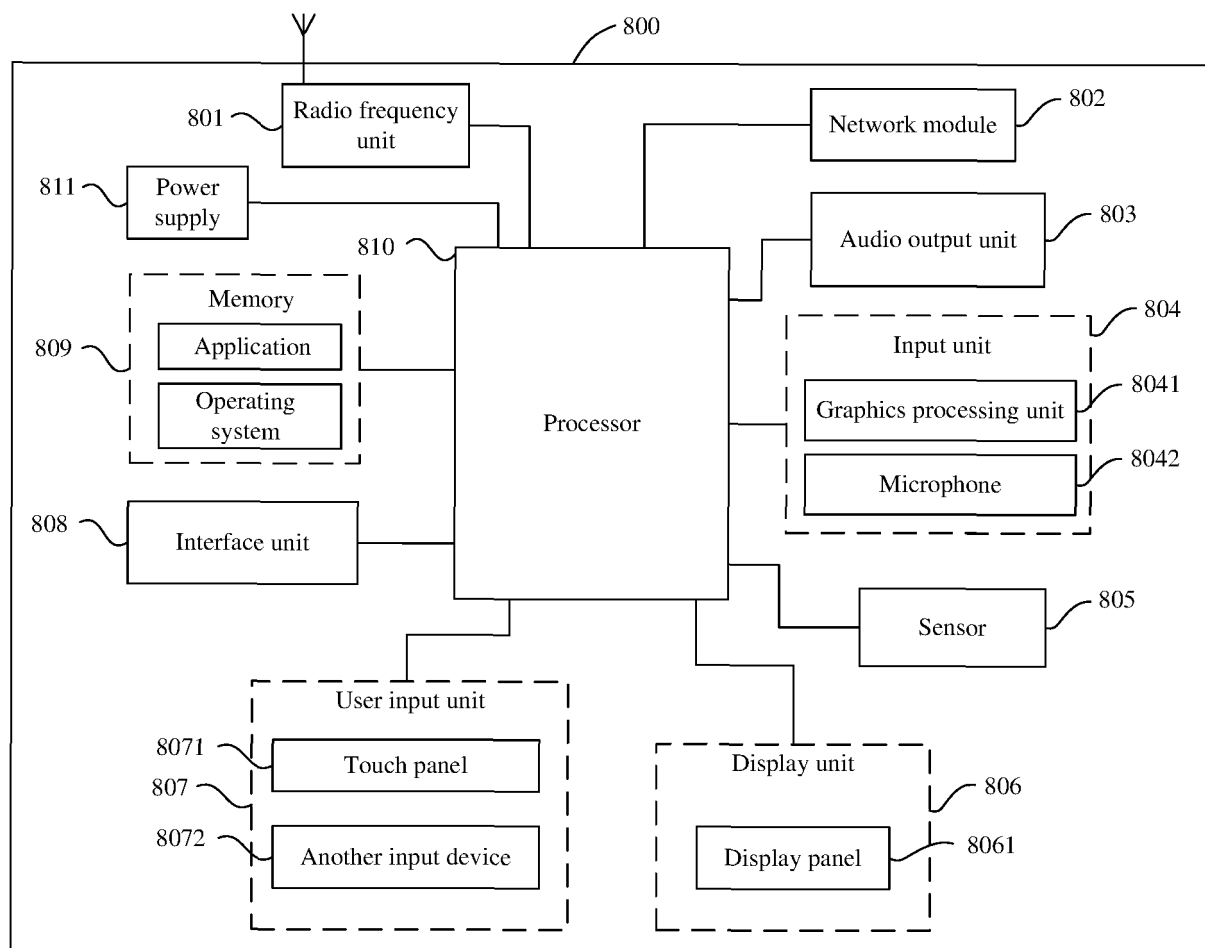 800
801
Radio frequency
unit
Network module
802
811
Power
supply
810
Audio output unit
803
Memory
Application
Operating
system
809
Processor
804
Input unit
Graphics processing unit
8041
Microphone
8042
808
Interface unit
Sensor
805
User input unit
8071
Touch panel
807
8072
Another input device
Display unit
806
Display panel
8061